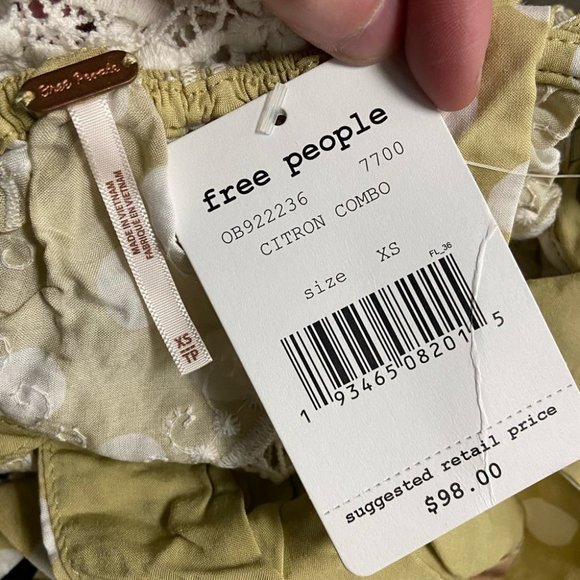 Free People
MADE IN VIETNAM
FABRIQUÉ EN VIETNAM
XS
TP
free people
OB922236 7700
CITRON COMBO
size XS
FL_36
1 93465 08201 5
suggested retail price
$98.00